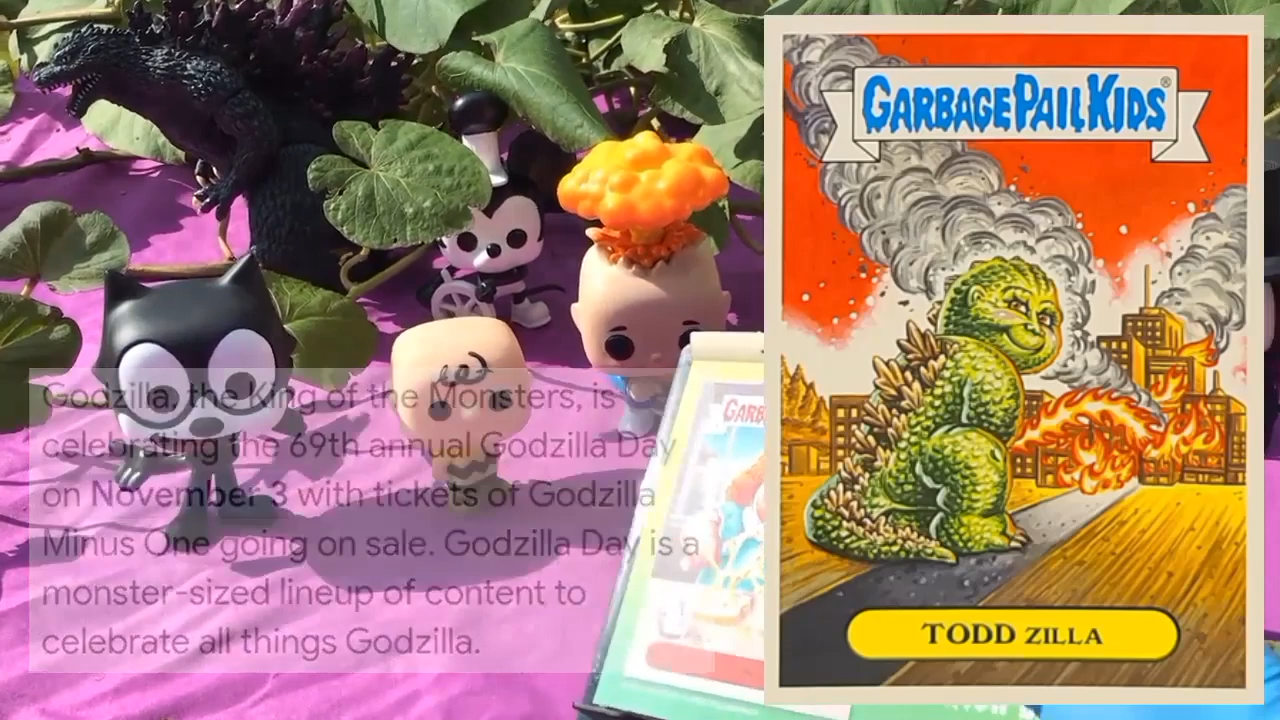 GARBAGE PAIL KIDS®
Godzilla, the King of the Monsters, is
celebrating the 69th annual Godzilla Day
on November 3 with tickets of Godzilla
Minus One going on sale. Godzilla Day is a
monster-sized lineup of content to
celebrate all things Godzilla.
GARB
TODD ZILLA